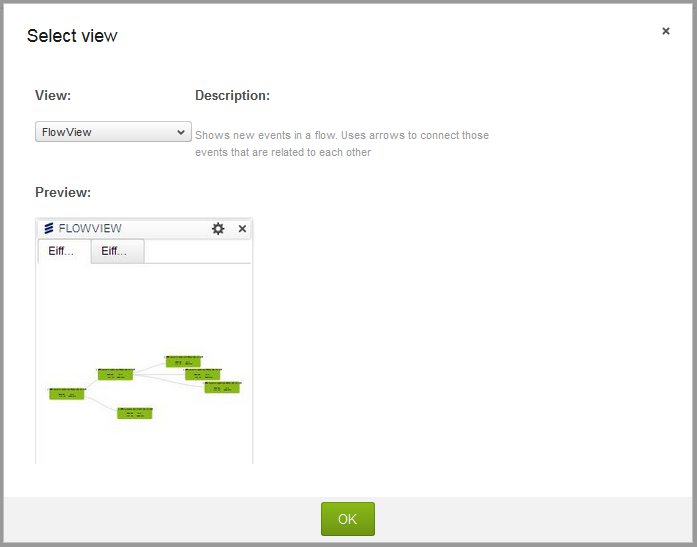 Select view
×
View:
Description:
FlowView
Shows new events in a flow. Uses arrows to connect those
events that are related to each other
Preview:
FLOWVIEW
×
Eiff...
Eiff...
OK